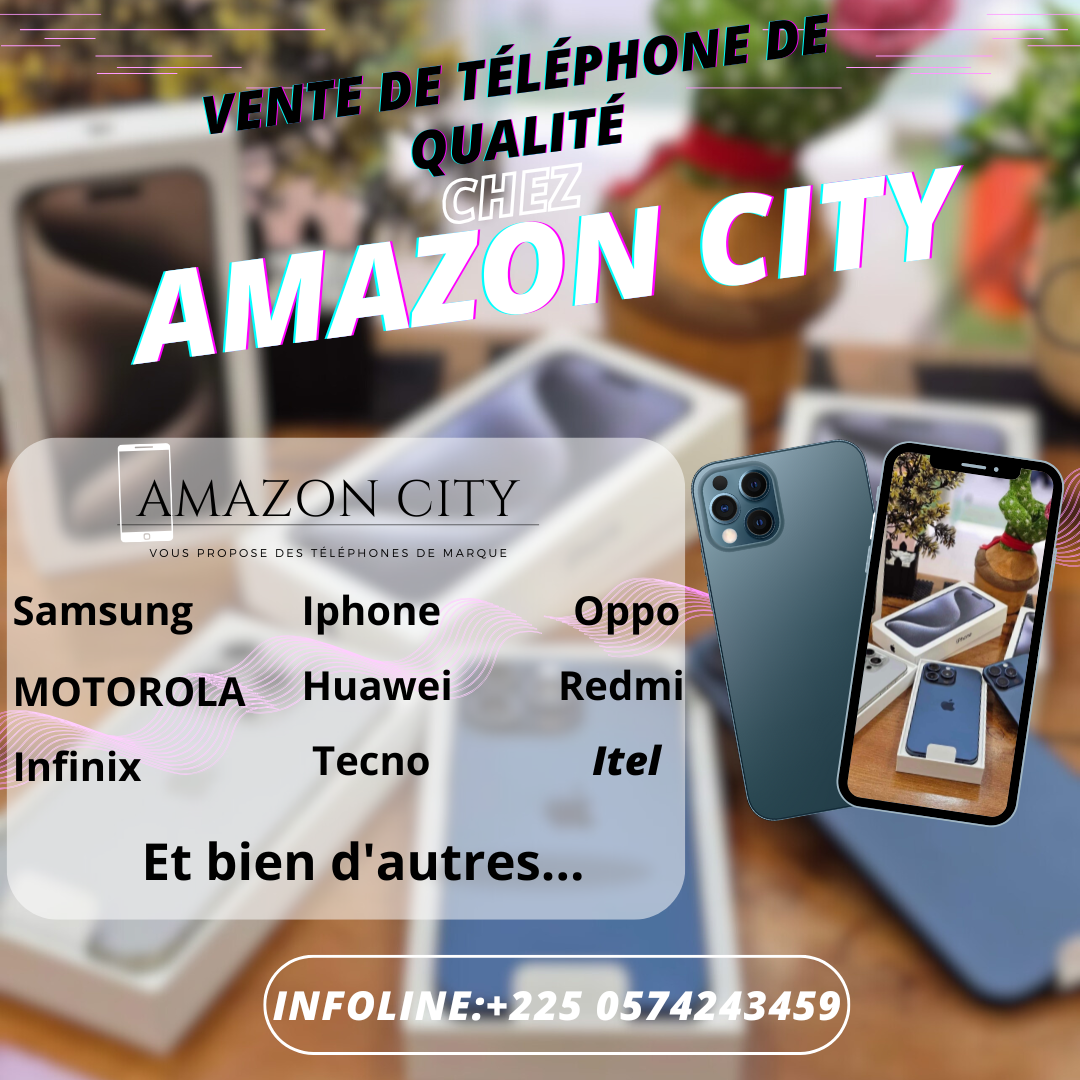 VENTE DE TÉLÉPHONE DE
QUALITÉ
CHEZ
AMAZON CITY
AMAZON CITY
VOUS PROPOSE DES TÉLÉPHONES DE MARQUE
Samsung Iphone Oppo
MOTOROLA Huawei Redmi
Infinix Tecno Itel
Et bien d'autres...
iPhone
INFOLINE:+225 0574243459